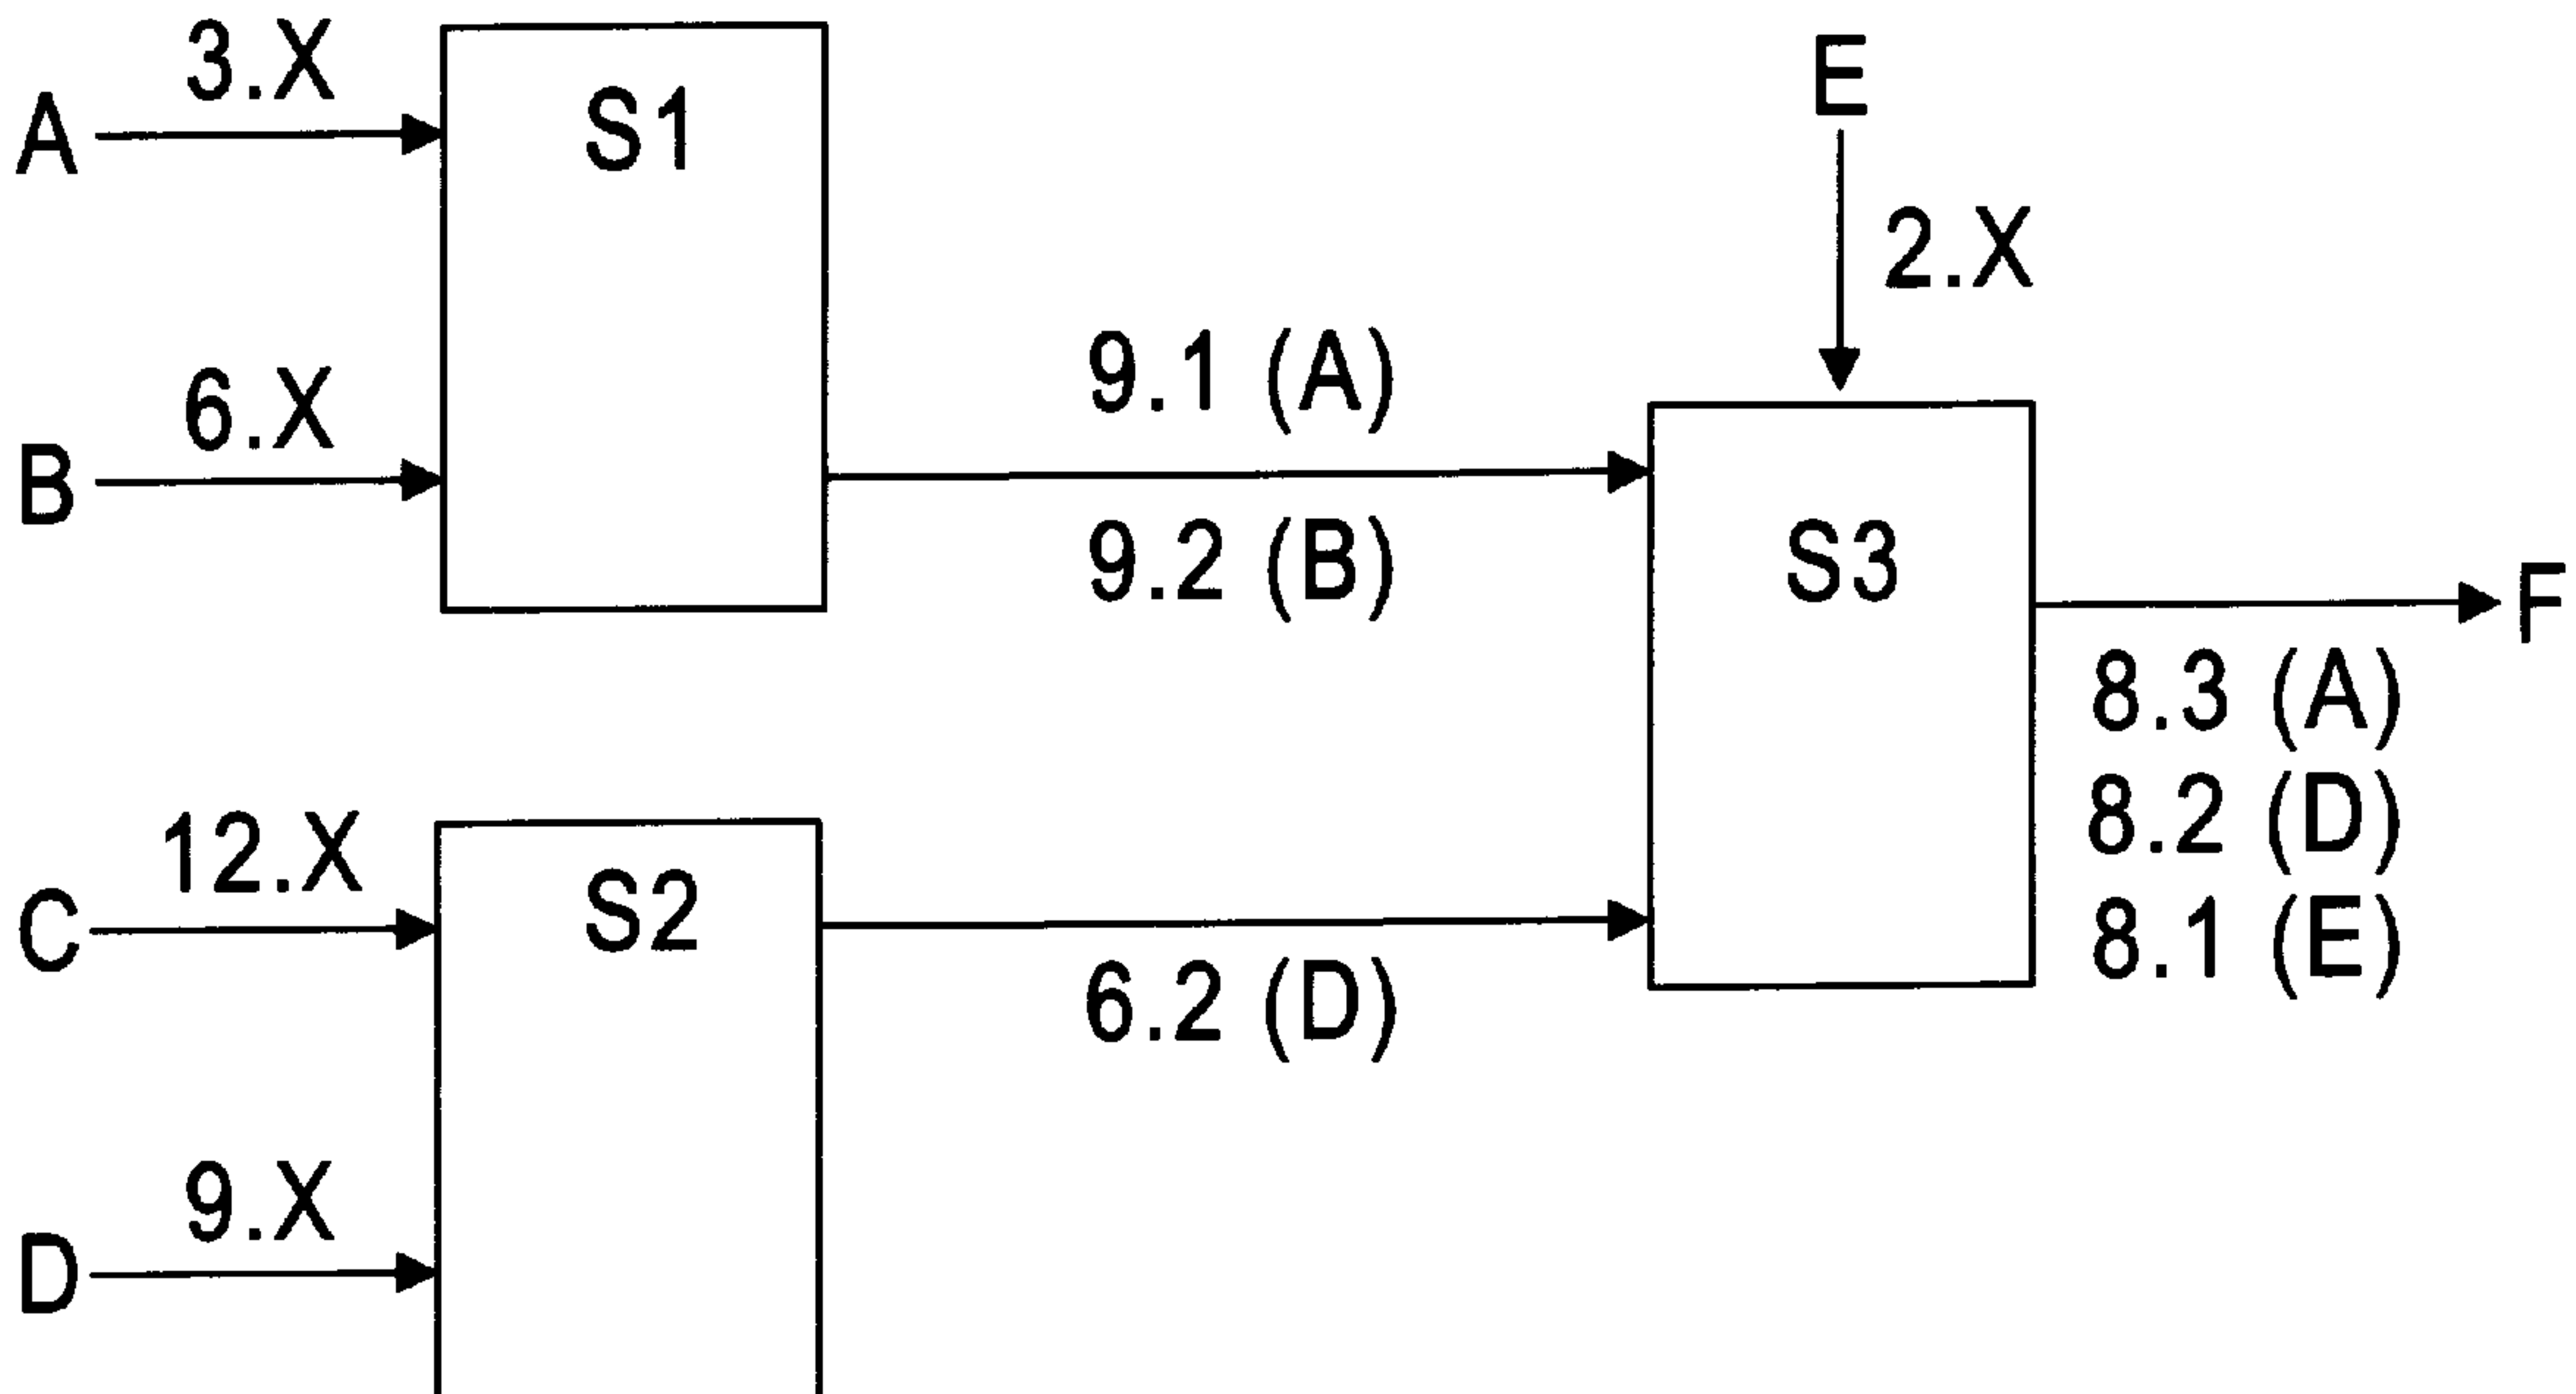 3.X
A
S1
E
2.X
6.X
B
9.1 (A)
9.2 (B)
S3
F
8.3 (A)
8.2 (D)
8.1 (E)
12.X
C
S2
6.2 (D)
9.X
D